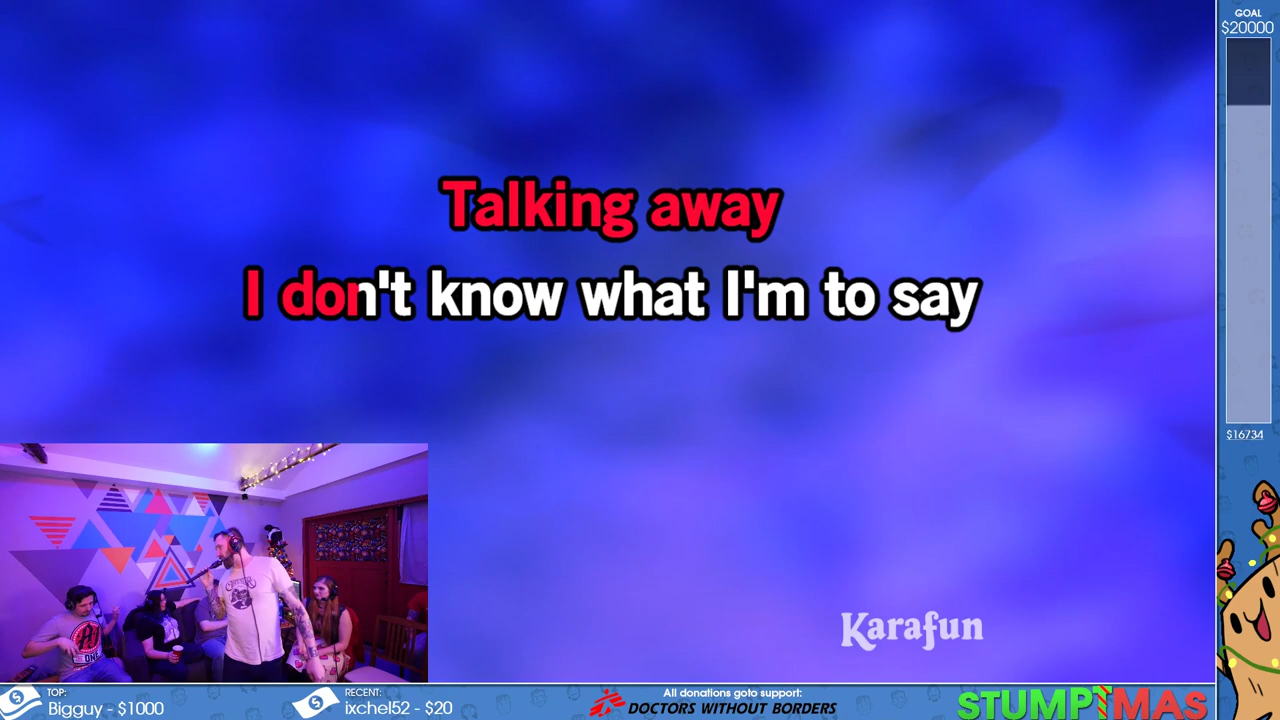 GOAL
$20000
Talking away
I don't know what I'm to say
$16734
Karafun
TOP:
Bigguy - $1000
RECENT:
ixchel52 - $20
All donations goto support:
DOCTORS WITHOUT BORDERS
STUMPTMAS